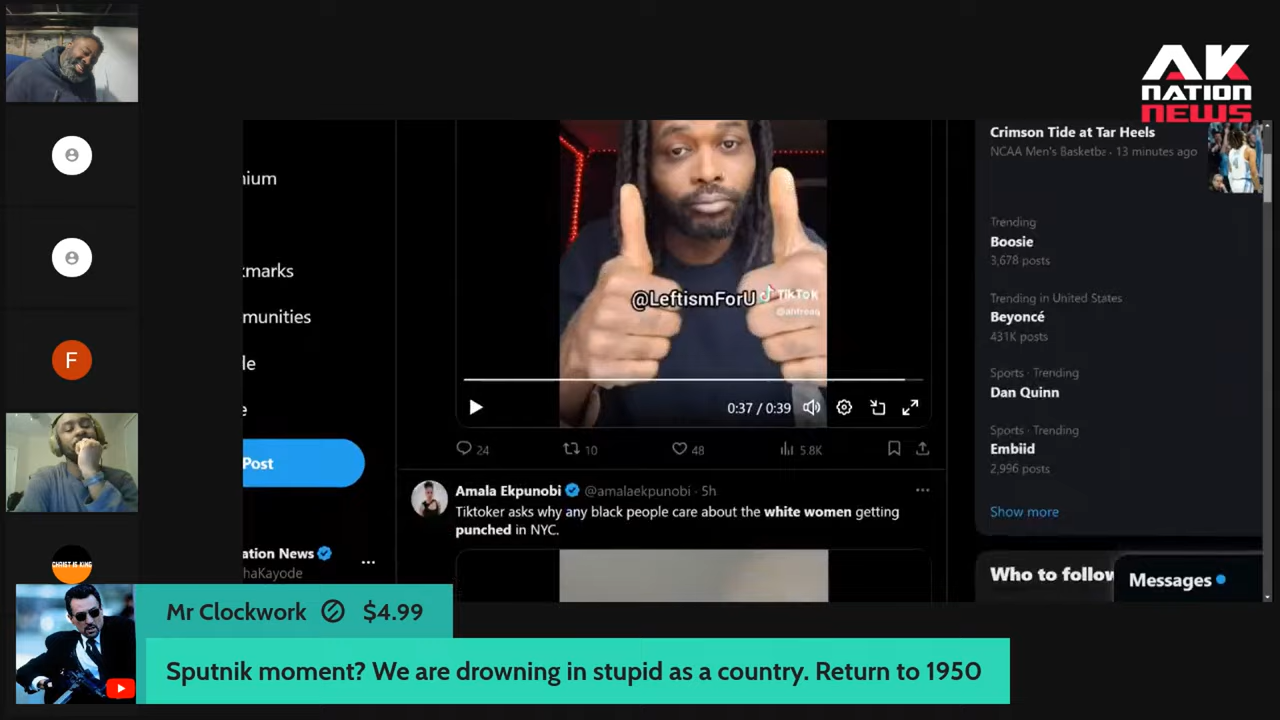 AK
NATION
NEWS
Crimson Tide at Tar Heels
NCAA Men's Basketba · 13 minutes ago
nium
Trending
Boosie
3,678 posts
kmarks
Trending in United States
Beyoncé
431K posts
munities
@LeftismForU
TikTok
@antreaq
le
Sports · Trending
Dan Quinn
e
0:37 / 0:39
Sports · Trending
Embiid
2,996 posts
24
10
48
5.8K
Post
F
Amala Ekpunobi @amalaekpunobi · 5h
Tiktoker asks why any black people care about the white women getting
punched in NYC.
Show more
ation News
haKayode
CHRIST IS KING
Who to follow
Messages
Mr Clockwork $4.99
Sputnik moment? We are drowning in stupid as a country. Return to 1950